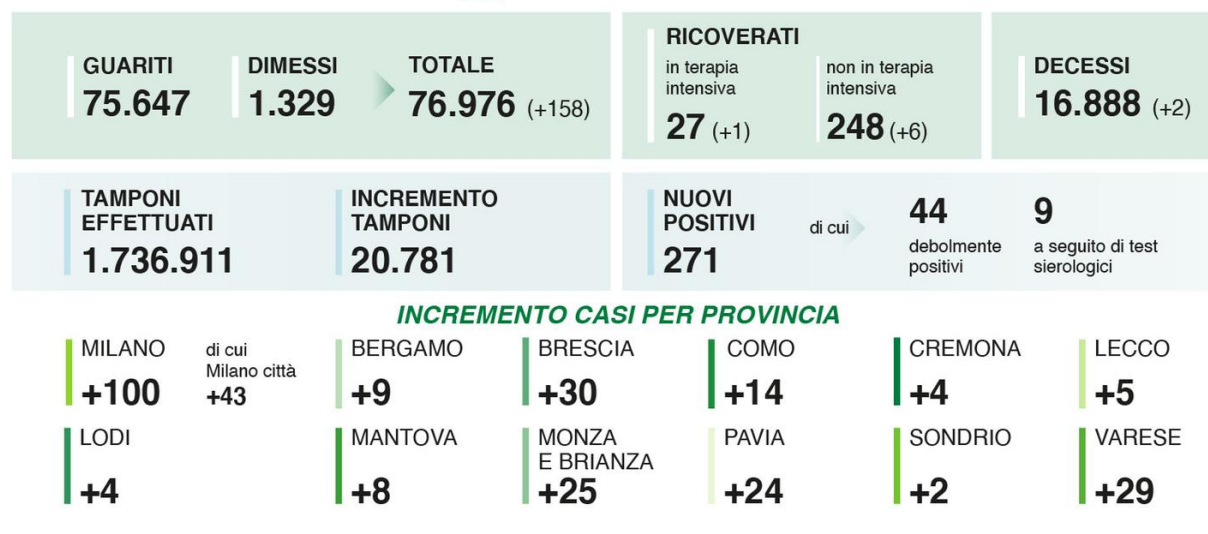 GUARITI
75.647
DIMESSI
1.329
TOTALE
76.976 (+158)
RICOVERATI
in terapia
intensiva
27 (+1)
non in terapia
intensiva
248 (+6)
DECESSI
16.888 (+2)
TAMPONI
EFFETTUATI
1.736.911
INCREMENTO
TAMPONI
20.781
NUOVI
POSITIVI
271
di cui
44
debolmente
positivi
9
a seguito di test
sierologici
INCREMENTO CASI PER PROVINCIA
MILANO
+100
di cui
Milano città
+43
BERGAMO
+9
BRESCIA
+30
COMO
+14
CREMONA
+4
LECCO
+5
LODI
+4
MANTOVA
+8
MONZA
E BRIANZA
+25
PAVIA
+24
SONDRIO
+2
VARESE
+29